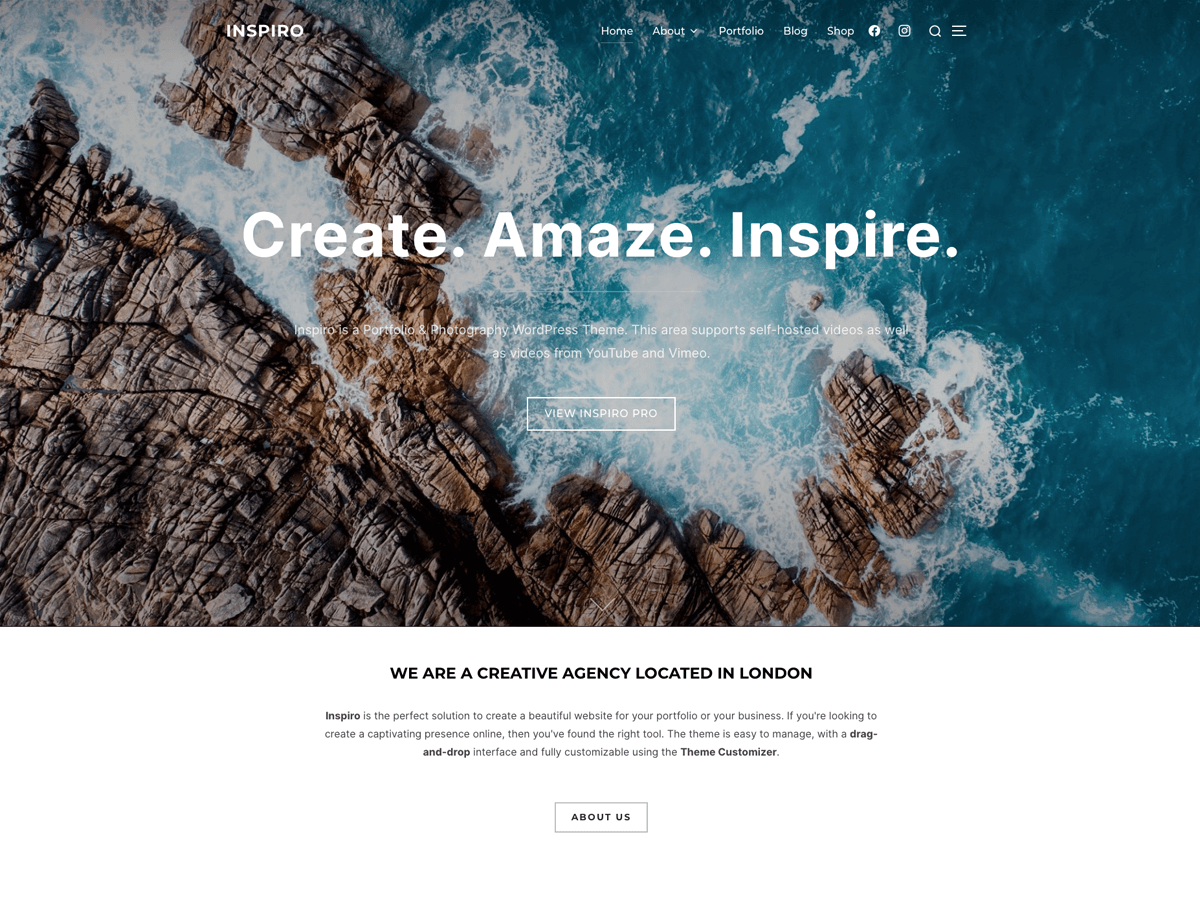 INSPIRO
Home About Portfolio Blog Shop
Create. Amaze. Inspire.
Inspiro is a Portfolio & Photography WordPress Theme. This area supports self-hosted videos as well
as videos from YouTube and Vimeo.
VIEW INSPIRO PRO
WE ARE A CREATIVE AGENCY LOCATED IN LONDON
Inspiro is the perfect solution to create a beautiful website for your portfolio or your business. If you're looking to
create a captivating presence online, then you've found the right tool. The theme is easy to manage, with a drag-
and-drop interface and fully customizable using the Theme Customizer.
ABOUT US